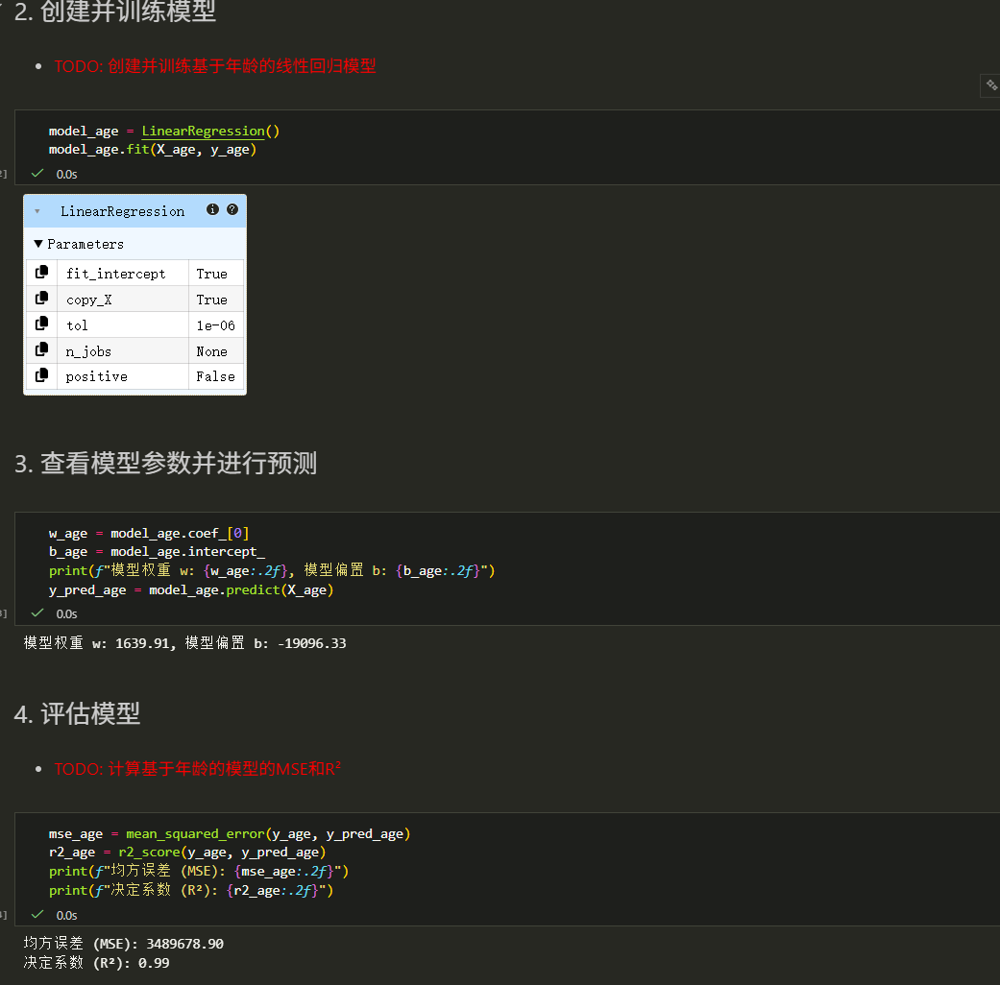 2. 创建并训练模型
TODO: 创建并训练基于年龄的线性回归模型
model_age = LinearRegression()
model_age.fit(X_age, y_age)
0.0s
LinearRegression
Parameters
fit_intercept True
copy_X True
tol 1e-06
n_jobs None
positive False
3. 查看模型参数并进行预测
w_age = model_age.coef_[0]
b_age = model_age.intercept_
print(f"模型权重 w: {w_age:.2f}, 模型偏置 b: {b_age:.2f}")
y_pred_age = model_age.predict(X_age)
0.0s
模型权重 w: 1639.91, 模型偏置 b: -19096.33
4. 评估模型
TODO: 计算基于年龄的模型的MSE和R²
mse_age = mean_squared_error(y_age, y_pred_age)
r2_age = r2_score(y_age, y_pred_age)
print(f"均方误差 (MSE): {mse_age:.2f}")
print(f"决定系数 (R²): {r2_age:.2f}")
0.0s
均方误差 (MSE): 3489678.90
决定系数 (R²): 0.99